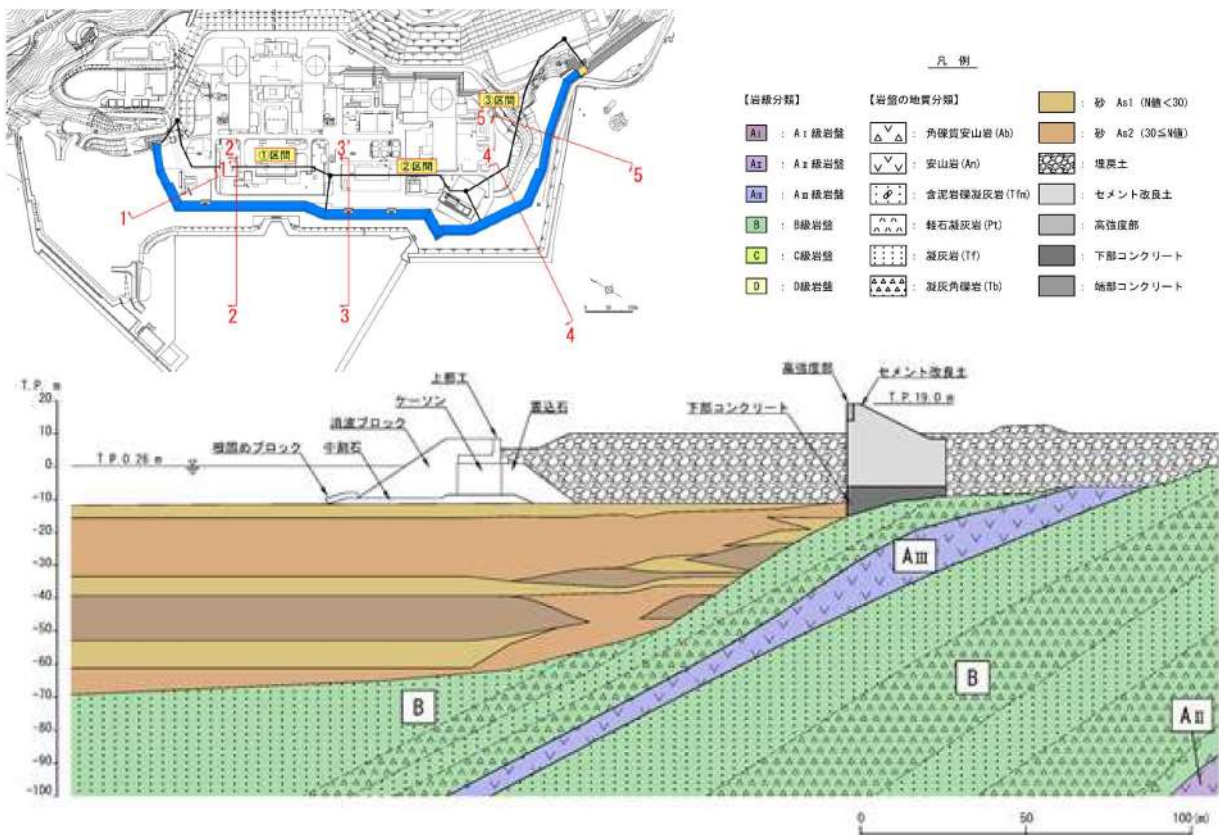 ①区間
②区間
③区間
1
1'
2'
2
3'
3
4'
4
5'
5
凡 例
【岩級分類】
AⅠ : AⅠ級岩盤
AⅡ : AⅡ級岩盤
AⅢ : AⅢ級岩盤
B : B級岩盤
C : C級岩盤
D : D級岩盤
【岩盤の地質分類】
: 角礫質安山岩(Ab)
: 安山岩(An)
: 含泥岩礫凝灰岩(Tfm)
: 軽石凝灰岩(Pt)
: 凝灰岩(Tf)
: 凝灰角礫岩(Tb)
: 砂 As1 (N値<30)
: 砂 As2 (30≦N値)
: 埋戻土
: セメント改良土
: 高強度部
: 下部コンクリート
: 端部コンクリート
T.P. m
20
10
0
-10
-20
-30
-40
-50
-60
-70
-80
-90
-100
T.P.0.26m
根固めブロック
中割石
消波ブロック
ケーソン
上部工
裏込石
下部コンクリート
高強度部
セメント改良土
T.P.19.0m
AⅢ
B
B
AⅡ
0
50
100(m)